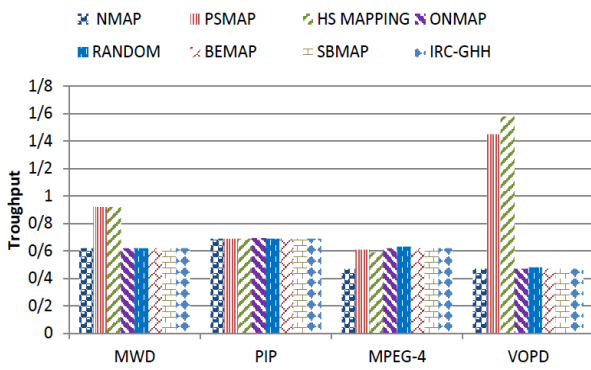 NMAP PSMAP HS MAPPING ONMAP
RANDOM BEMAP SBMAP IRC-GHH
Troughput
1/8
1/6
1/4
1/2
1
0/8
0/6
0/4
0/2
0
MWD PIP MPEG-4 VOPD